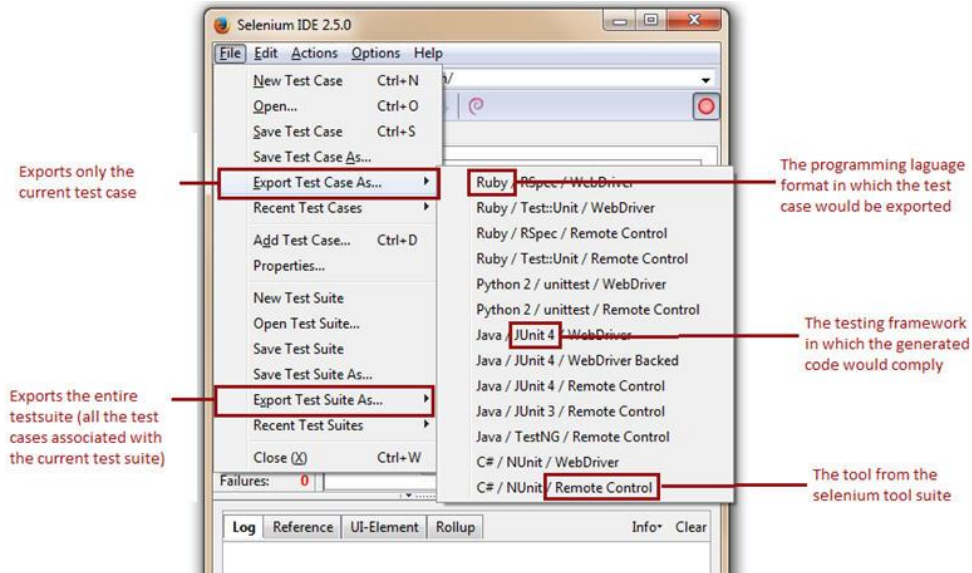 Selenium IDE 2.5.0
File Edit Actions Options Help
New Test Case Ctrl+N
Open... Ctrl+O
Save Test Case Ctrl+S
Save Test Case As...
Export Test Case As...
Recent Test Cases
Add Test Case... Ctrl+D
Properties...
New Test Suite
Open Test Suite...
Save Test Suite
Save Test Suite As...
Export Test Suite As...
Recent Test Suites
Close (X) Ctrl+W
Ruby / RSpec / WebDriver
Ruby / Test::Unit / WebDriver
Ruby / RSpec / Remote Control
Ruby / Test::Unit / Remote Control
Python 2 / unittest / WebDriver
Python 2 / unittest / Remote Control
Java / JUnit 4 / WebDriver
Java / JUnit 4 / WebDriver Backed
Java / JUnit 4 / Remote Control
Java / JUnit 3 / Remote Control
Java / TestNG / Remote Control
C# / NUnit / WebDriver
C# / NUnit / Remote Control
Failures: 0
Log Reference UI-Element Rollup Info Clear
Exports only the
current test case
Exports the entire
testsuite (all the test
cases associated with
the current test suite)
The programming laguage
format in which the test
case would be exported
The testing framework
in which the generated
code would comply
The tool from the
selenium tool suite